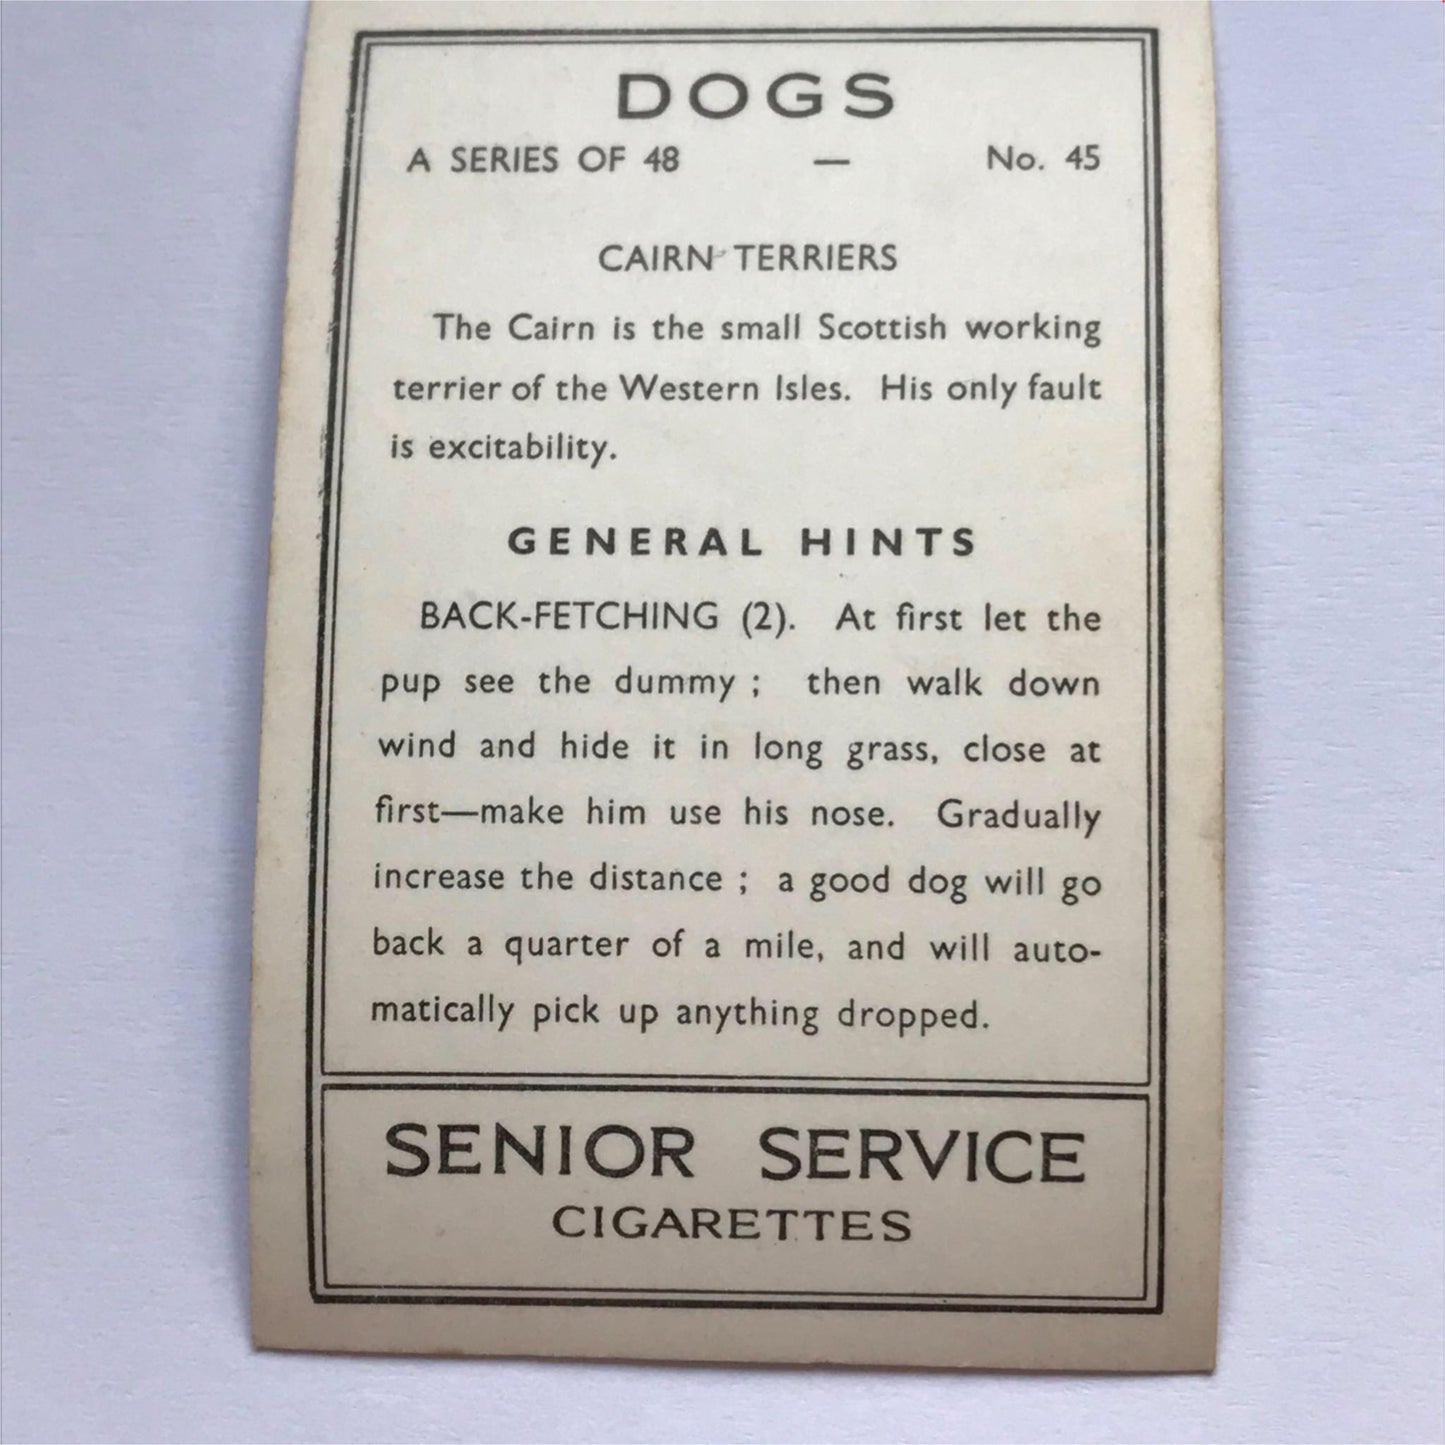 DOGS
A SERIES OF 48 — No. 45
CAIRN TERRIERS
The Cairn is the small Scottish working
terrier of the Western Isles. His only fault
is excitability.
GENERAL HINTS
BACK-FETCHING (2). At first let the
pup see the dummy ; then walk down
wind and hide it in long grass, close at
first—make him use his nose. Gradually
increase the distance ; a good dog will go
back a quarter of a mile, and will auto-
matically pick up anything dropped.
SENIOR SERVICE
CIGARETTES